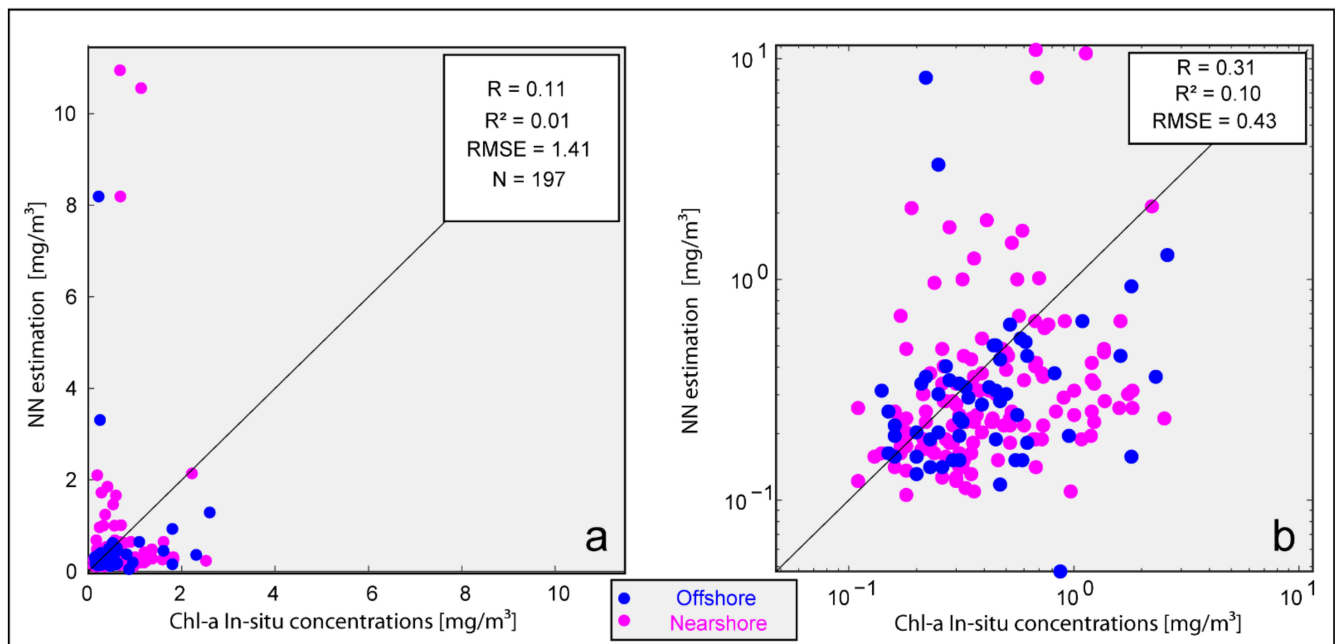 10
8
6
4
2
0
NN estimation [mg/m³]
R = 0.11
R² = 0.01
RMSE = 1.41
N = 197
a
0 2 4 6 8 10
Chl-a In-situ concentrations [mg/m³]
10¹
10⁰
10⁻¹
NN estimation [mg/m³]
R = 0.31
R² = 0.10
RMSE = 0.43
b
10⁻¹ 10⁰ 10¹
Chl-a In-situ concentrations [mg/m³]
Offshore
Nearshore